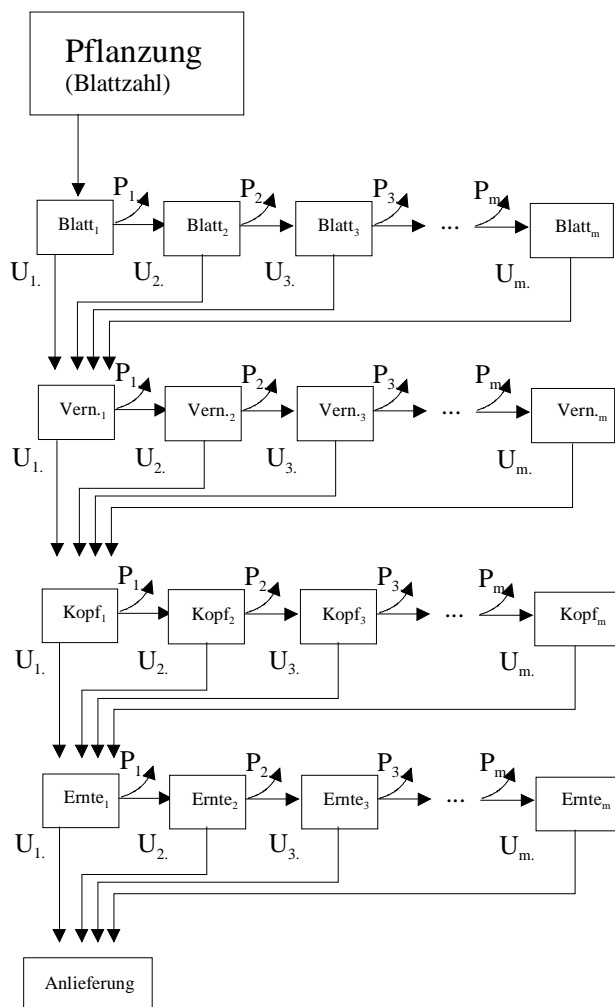 Pflanzung
(Blattzahl)
P1. P2. P3. Pm.
Blatt1 Blatt2 Blatt3 ... Blattm
U1. U2. U3. Um.
P1. P2. P3. Pm.
Vern.1 Vern.2 Vern.3 ... Vern.m
U1. U2. U3. Um.
P1 P2. P3. Pm.
Kopf1 Kopf2 Kopf3 ... Kopfm
U1. U2. U3. Um.
P1 P2. P3. Pm.
Ernte1 Ernte2 Ernte3 ... Erntem
U1. U2. U3. Um.
Anlieferung